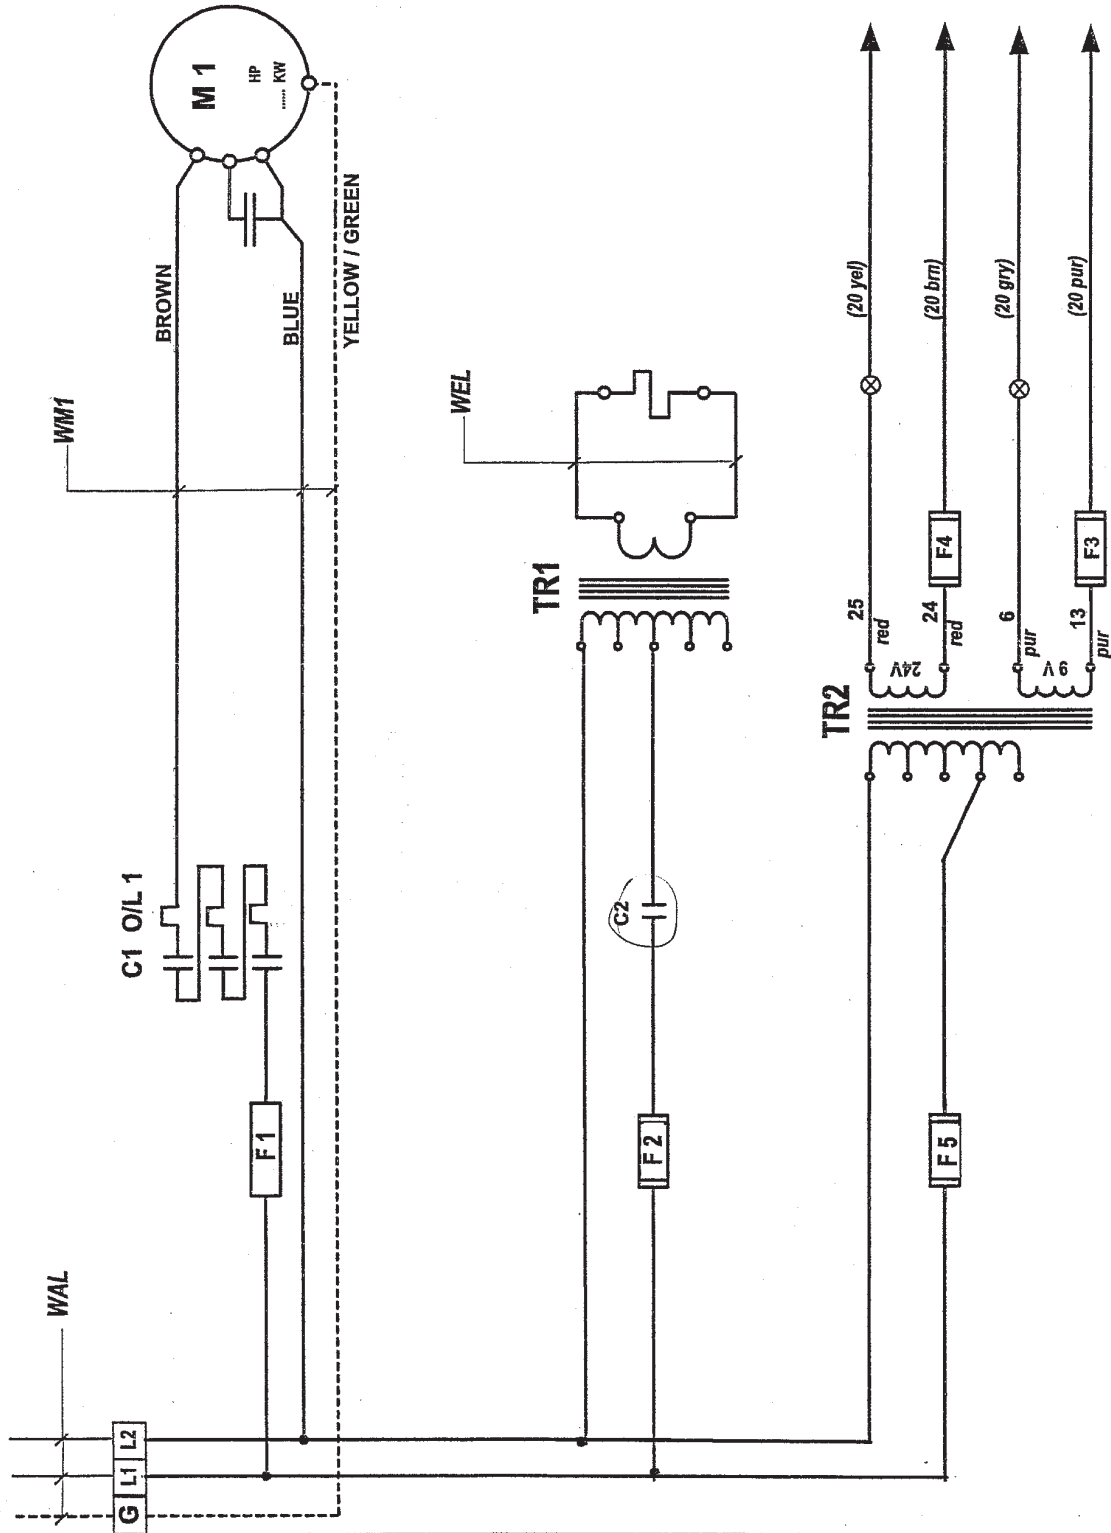 WAL
G
L1
L2
F1
C1 O/L 1
WM1
BROWN
BLUE
YELLOW / GREEN
M 1
HP
...... KW
F 2
C2
TR1
WEL
F 5
TR2
24V
9 V
25
red
24
red
6
pur
13
pur
F4
F3
(20 yel)
(20 brn)
(20 gry)
(20 pur)